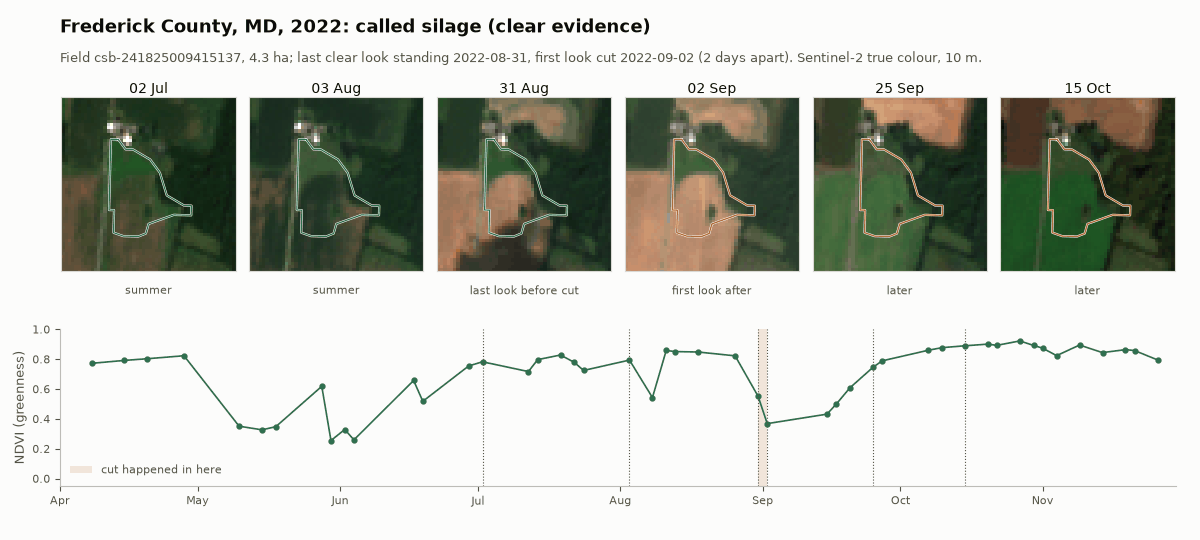 Frederick County, MD, 2022: called silage (clear evidence)
Field csb-241825009415137, 4.3 ha; last clear look standing 2022-08-31, first look cut 2022-09-02 (2 days apart). Sentinel-2 true colour, 10 m.
02 Jul 03 Aug 31 Aug 02 Sep 25 Sep 15 Oct
summer summer last look before cut first look after later later
1.0
0.8
0.6
0.4
0.2
0.0
NDVI (greenness)
cut happened in here
Apr May Jun Jul Aug Sep Oct Nov